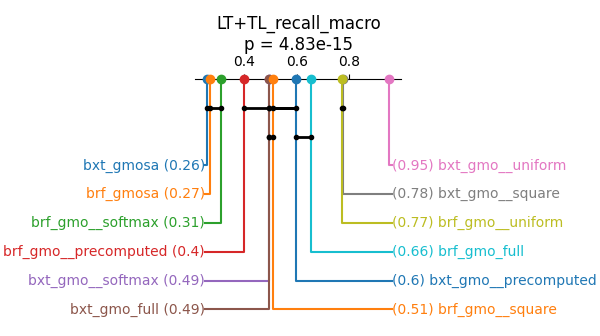 LT+TL_recall_macro
p = 4.83e-15
0.4 0.6 0.8
bxt_gmosa (0.26) (0.95) bxt_gmo__uniform
brf_gmosa (0.27) (0.78) bxt_gmo__square
brf_gmo__softmax (0.31) (0.77) brf_gmo__uniform
brf_gmo__precomputed (0.4) (0.66) brf_gmo_full
bxt_gmo__softmax (0.49) (0.6) bxt_gmo__precomputed
bxt_gmo_full (0.49) (0.51) brf_gmo__square